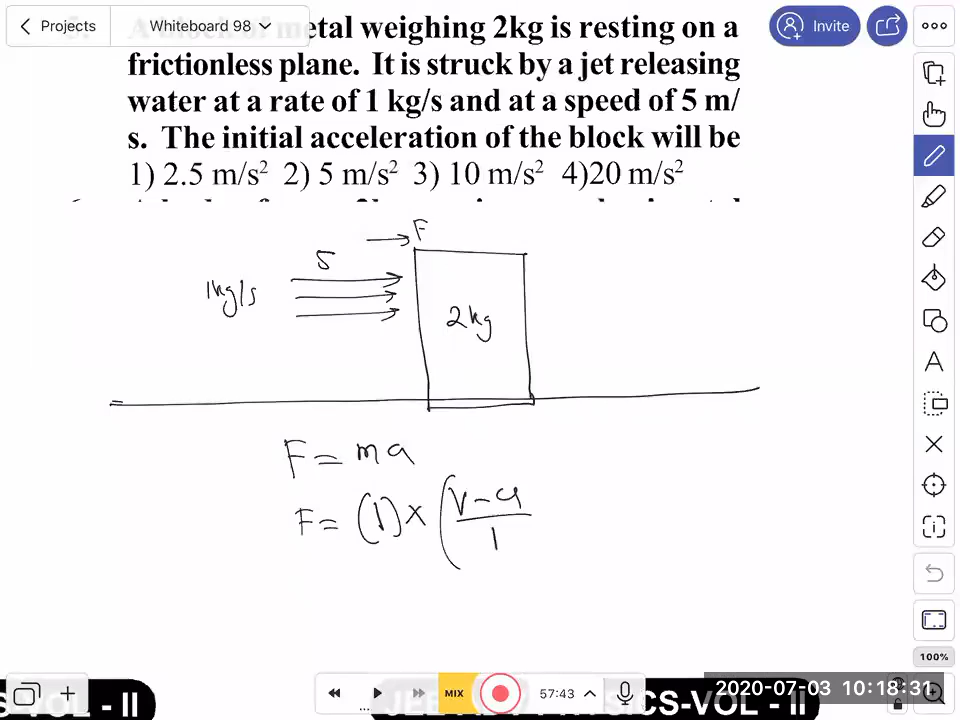 Projects
Whiteboard 98
Invite
etal weighing 2kg is resting on a
frictionless plane. It is struck by a jet releasing
water at a rate of 1 kg/s and at a speed of 5 m/
s. The initial acceleration of the block will be
1) 2.5 m/s² 2) 5 m/s² 3) 10 m/s² 4)20 m/s²
F
5
1kg/s
2kg
F = ma
F = (1) × (v-u
1
A
100%
MIX
57:43
2020-07-03 10:18:31
-VOL - II
CS-VOL - II